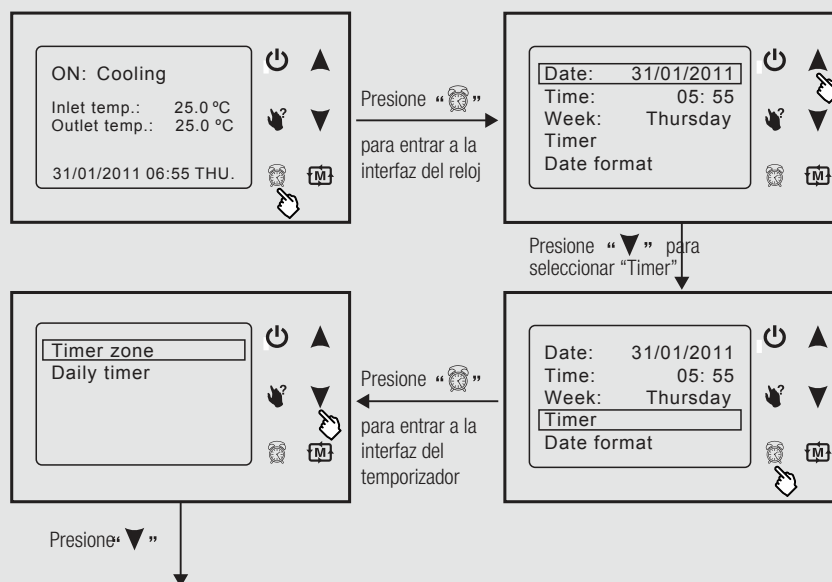 ON: Cooling
Inlet temp.: 25.0 ºC
Outlet temp.: 25.0 ºC
31/01/2011 06:55 THU.
?
M
Presione “ ”
para entrar a la
interfaz del reloj
Date: 31/01/2011
Time: 05: 55
Week: Thursday
Timer
Date format
?
M
Presione “▼” para
seleccionar “Timer”
Date: 31/01/2011
Time: 05: 55
Week: Thursday
Timer
Date format
?
M
Presione “ ”
para entrar a la
interfaz del
temporizador
Timer zone
Daily timer
?
M
Presione“▼”